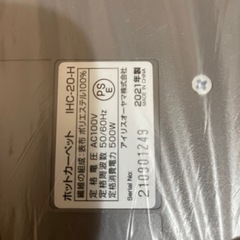 ホットカーペット IHC-20-H
繊維の組成:表布 ポリエステル100%
定格電圧 AC100V
定格周波数 50/60Hz
定格消費電力 500W
PS
E
アイリスオーヤマ株式会社
2021年製
MADE IN CHINA
Serial No.
210901249